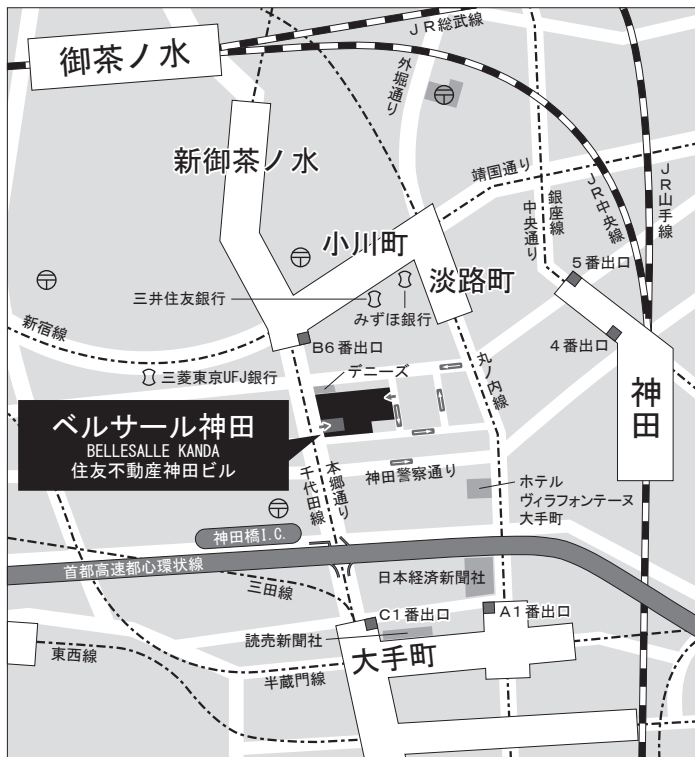 JR総武線
御茶ノ水
外堀通り
新御茶ノ水
靖国通り
銀座線
中央通り
JR中央線
JR山手線
小川町
淡路町
5番出口
三井住友銀行
みずほ銀行
新宿線
B6番出口
4番出口
三菱東京UFJ銀行
デニーズ
丸ノ内線
神田
ベルサール神田
BELLESALLE KANDA
住友不動産神田ビル
千代田線
本郷通り
神田警察通り
ホテル
ヴィラフォンテーヌ
大手町
神田橋I.C.
首都高速都心環状線
日本経済新聞社
三田線
C1番出口
A1番出口
読売新聞社
大手町
東西線
半蔵門線